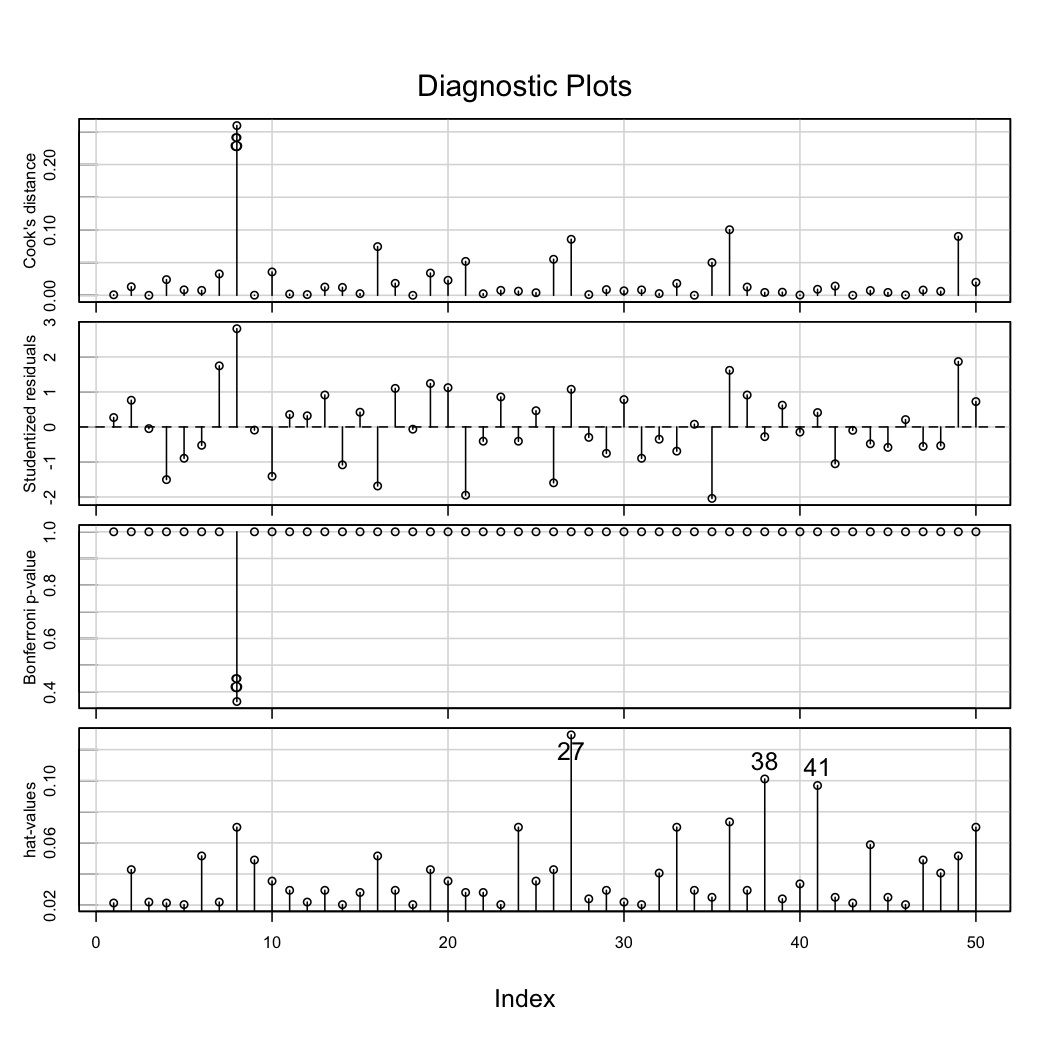 Diagnostic Plots
Cook's distance
0.00 0.10 0.20
8
Studentized residuals
-2 -1 0 1 2 3
Bonferroni p-value
0.4 0.6 0.8 1.0
8
hat-values
0.02 0.06 0.10
27 38 41
0 10 20 30 40 50
Index